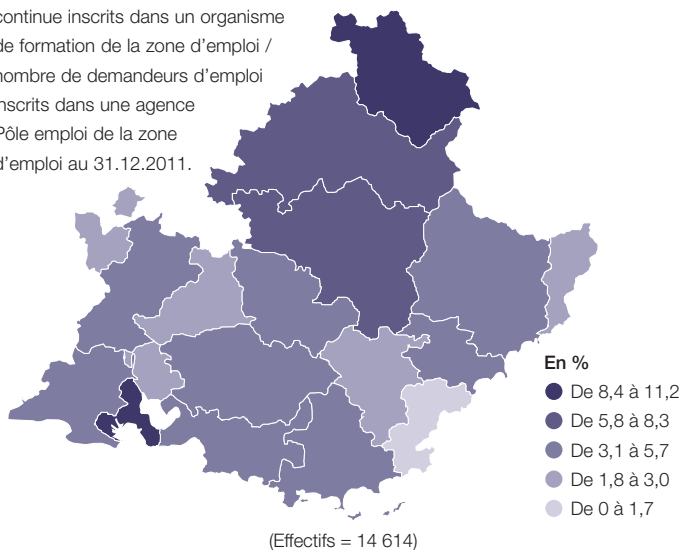 continue inscrits dans un organisme
de formation de la zone d'emploi /
nombre de demandeurs d'emploi
inscrits dans une agence
Pôle emploi de la zone
d'emploi au 31.12.2011.
En %
De 8,4 à 11,2
De 5,8 à 8,3
De 3,1 à 5,7
De 1,8 à 3,0
De 0 à 1,7
(Effectifs = 14 614)